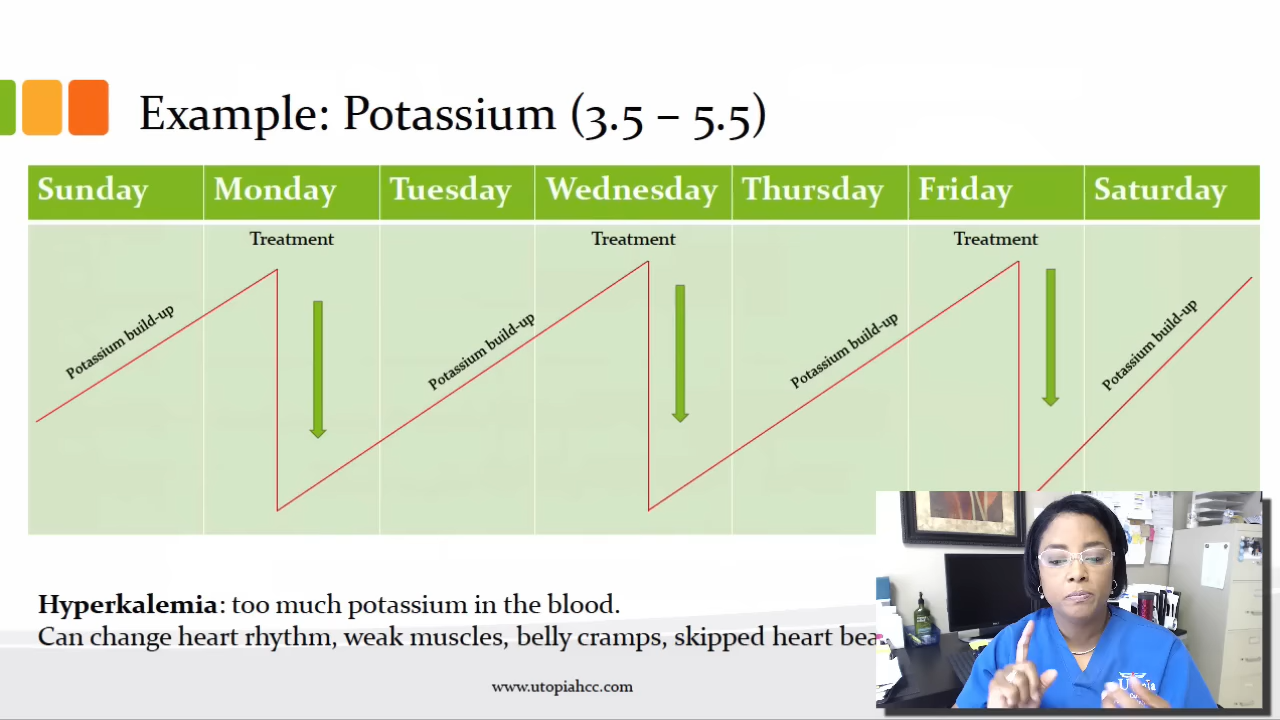 Example: Potassium (3.5 – 5.5)
Sunday Monday Tuesday Wednesday Thursday Friday Saturday
Treatment Treatment Treatment
Potassium build-up Potassium build-up Potassium build-up Potassium build-up
Hyperkalemia: too much potassium in the blood.
Can change heart rhythm, weak muscles, belly cramps, skipped heart
www.utopiahcc.com